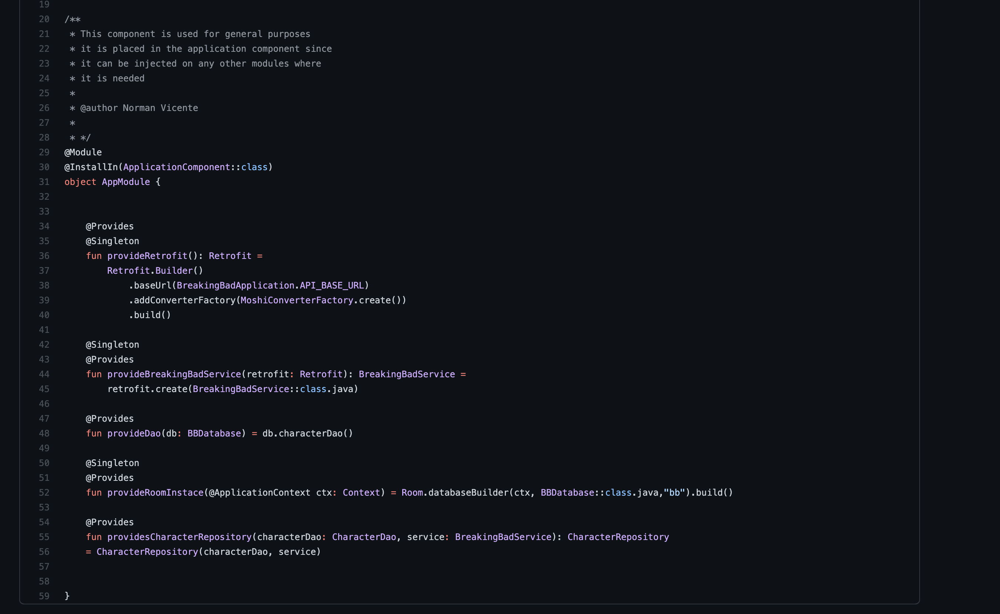 19
20 /**
21  * This component is used for general purposes
22  * it is placed in the application component since
23  * it can be injected on any other modules where
24  * it is needed
25  *
26  * @author Norman Vicente
27  *
28  * */
29 @Module
30 @InstallIn(ApplicationComponent::class)
31 object AppModule {
32
33
34     @Provides
35     @Singleton
36     fun provideRetrofit(): Retrofit =
37         Retrofit.Builder()
38             .baseUrl(BreakingBadApplication.API_BASE_URL)
39             .addConverterFactory(MoshiConverterFactory.create())
40             .build()
41
42     @Singleton
43     @Provides
44     fun provideBreakingBadService(retrofit: Retrofit): BreakingBadService =
45         retrofit.create(BreakingBadService::class.java)
46
47     @Provides
48     fun provideDao(db: BBDatabase) = db.characterDao()
49
50     @Singleton
51     @Provides
52     fun provideRoomInstace(@ApplicationContext ctx: Context) = Room.databaseBuilder(ctx, BBDatabase::class.java,"bb").build()
53
54     @Provides
55     fun providesCharacterRepository(characterDao: CharacterDao, service: BreakingBadService): CharacterRepository
56     = CharacterRepository(characterDao, service)
57
58
59 }